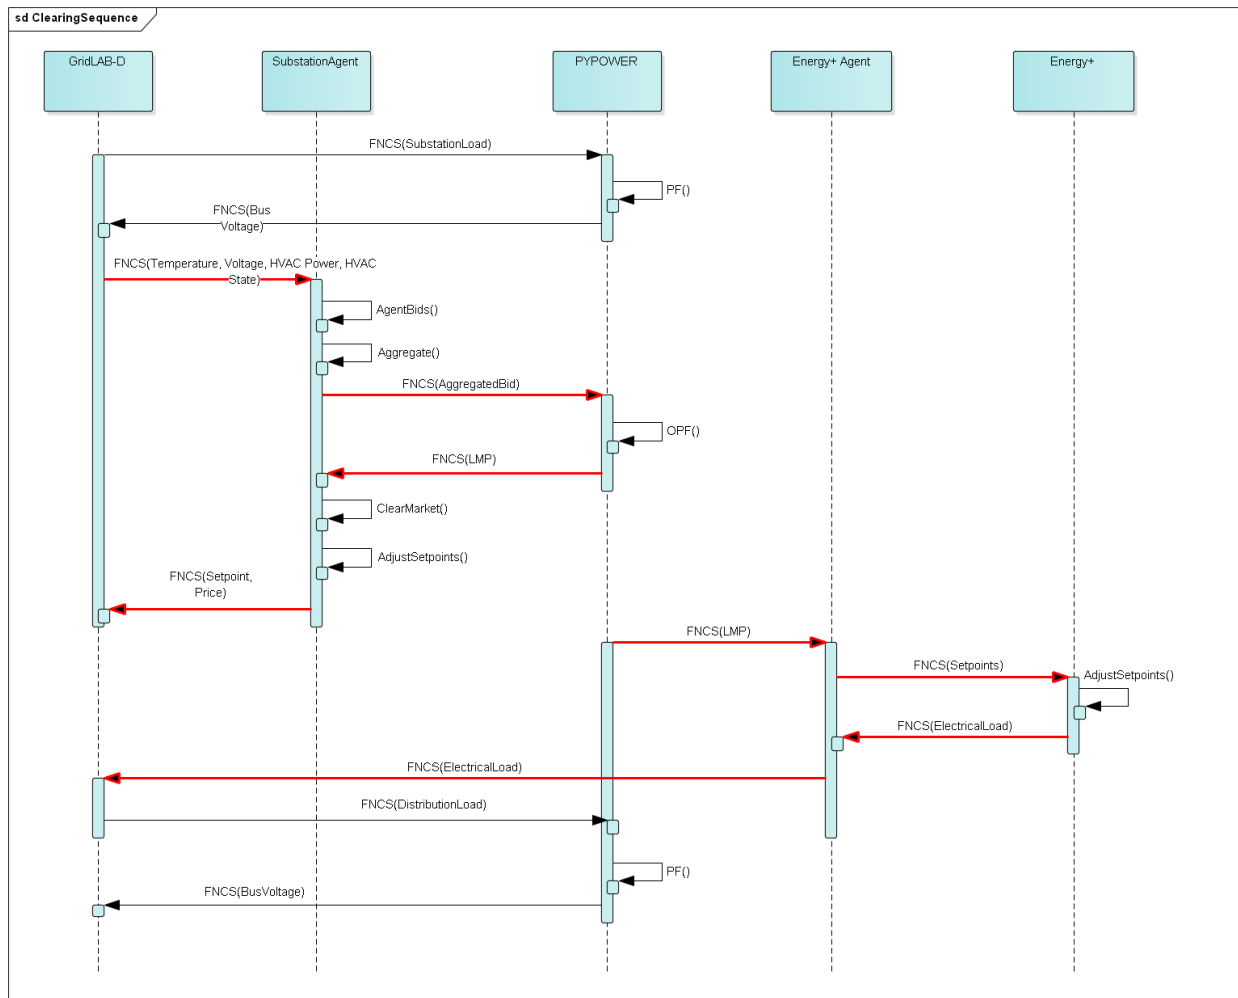 sd ClearingSequence
GridLAB-D
SubstationAgent
PYPOWER
Energy+ Agent
Energy+
FNCS(SubstationLoad)
PF()
FNCS(Bus
Voltage)
FNCS(Temperature, Voltage, HVAC Power, HVAC
State)
AgentBids()
Aggregate()
FNCS(AggregatedBid)
OPF()
FNCS(LMP)
ClearMarket()
AdjustSetpoints()
FNCS(Setpoint,
Price)
FNCS(LMP)
FNCS(Setpoints)
AdjustSetpoints()
FNCS(ElectricalLoad)
FNCS(ElectricalLoad)
FNCS(DistributionLoad)
PF()
FNCS(BusVoltage)